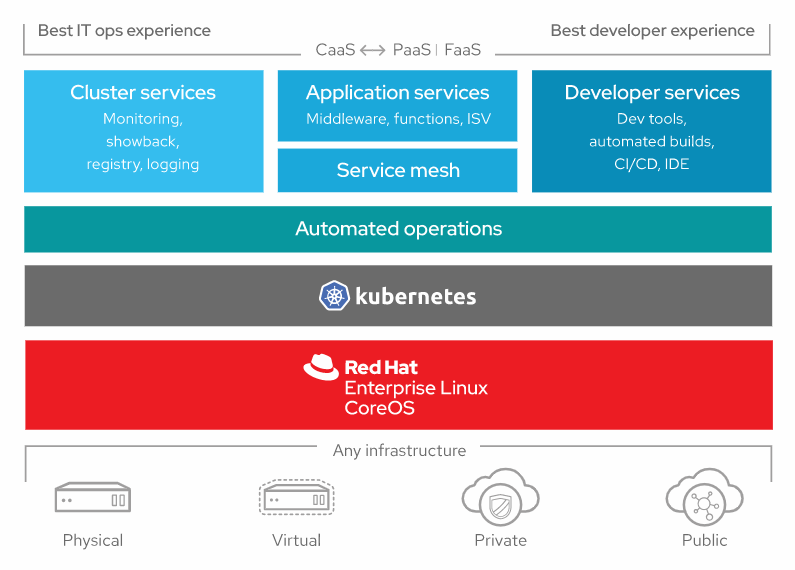 Best IT ops experience
Best developer experience
CaaS ↔ PaaS | FaaS
Cluster services
Monitoring,
showback,
registry, logging
Application services
Middleware, functions, ISV
Service mesh
Developer services
Dev tools,
automated builds,
CI/CD, IDE
Automated operations
kubernetes
Red Hat
Enterprise Linux
CoreOS
Any infrastructure
Physical
Virtual
Private
Public